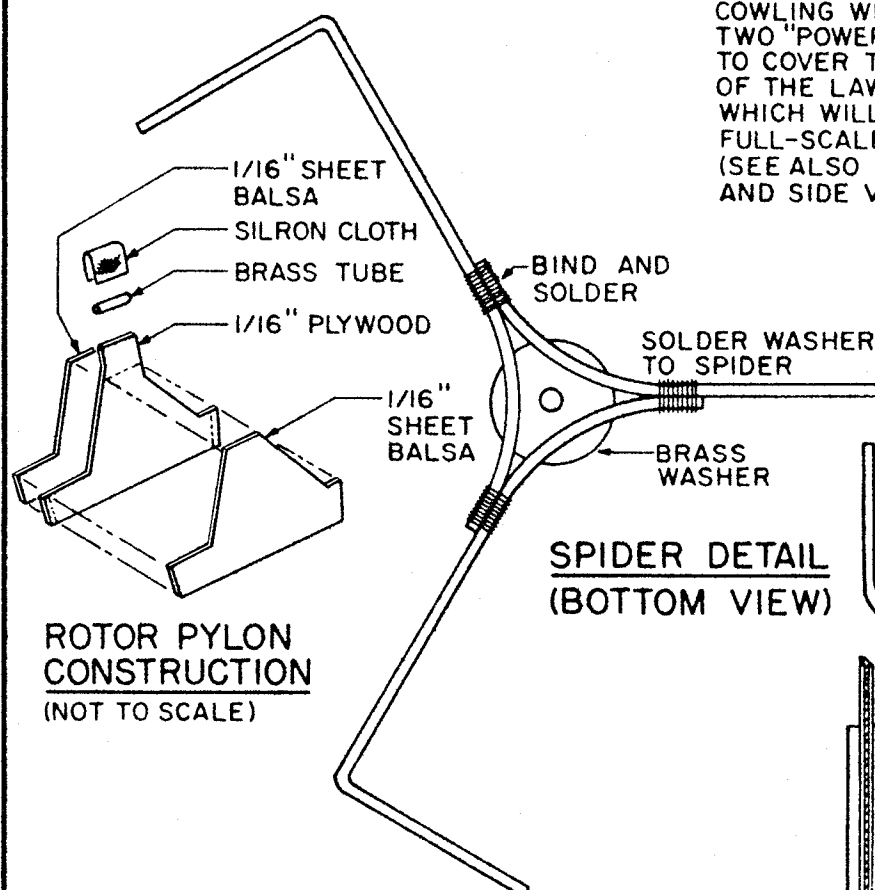 COWLING
TWO "POWER
TO COVER
OF THE
WHICH WILL
FULL-SCALE
(SEE ALSO
AND SIDE
1/16" SHEET
BALSA
SILRON CLOTH
BRASS TUBE
1/16" PLYWOOD
1/16"
SHEET
BALSA
BIND AND
SOLDER
SOLDER WASHER
TO SPIDER
BRASS
WASHER
SPIDER DETAIL
(BOTTOM VIEW)
ROTOR PYLON
CONSTRUCTION
(NOT TO SCALE)